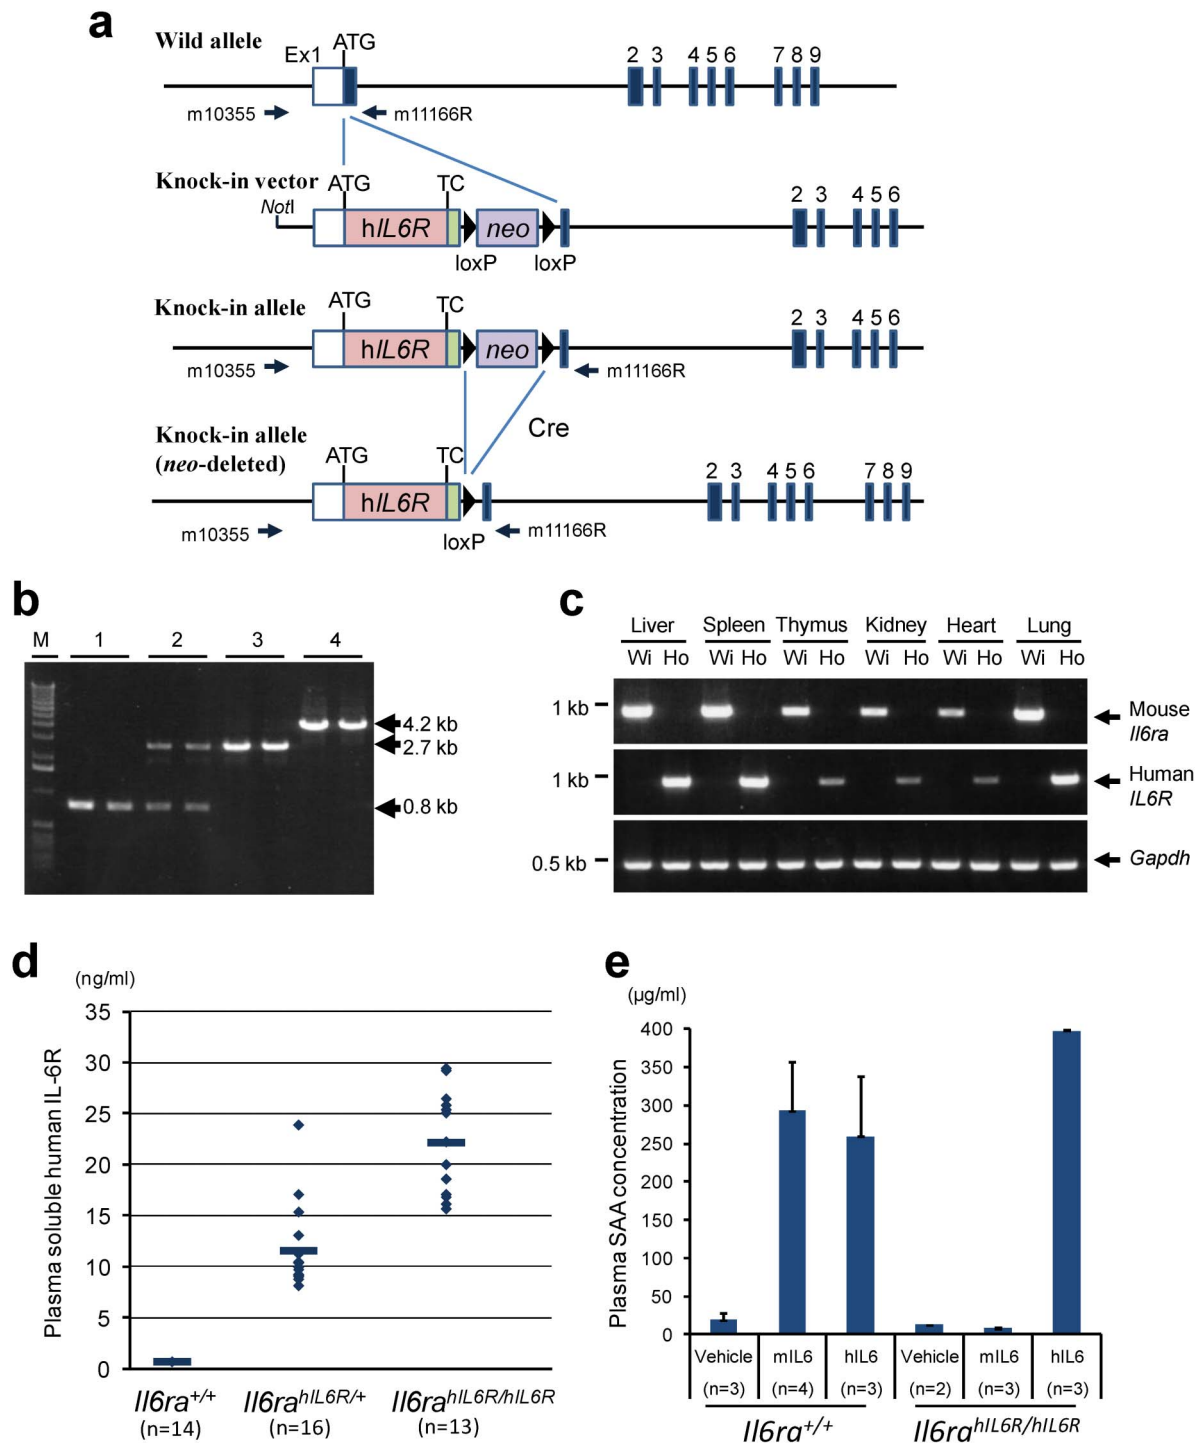 a
Wild allele
Ex1 ATG 2 3 4 5 6 7 8 9
m10355 m11166R
Knock-in vector
NotI
ATG TC 2 3 4 5 6
hIL6R neo
loxP loxP
Knock-in allele
ATG TC 2 3 4 5 6
hIL6R neo
m10355 m11166R
Cre
Knock-in allele
(neo-deleted)
ATG TC 2 3 4 5 6 7 8 9
hIL6R
m10355 loxP m11166R
b
M 1 2 3 4
4.2 kb
2.7 kb
0.8 kb
c
Liver Spleen Thymus Kidney Heart Lung
Wi Ho Wi Ho Wi Ho Wi Ho Wi Ho Wi Ho
1 kb
Mouse
Il6ra
1 kb
Human
IL6R
0.5 kb
Gapdh
d
(ng/ml)
Plasma soluble human IL-6R
35
30
25
20
15
10
5
0
Il6ra+/+ Il6rahIL6R/+ Il6rahIL6R/hIL6R
(n=14) (n=16) (n=13)
e
(μg/ml)
Plasma SAA concentration
400
350
300
250
200
150
100
50
0
Vehicle mIL6 hIL6 Vehicle mIL6 hIL6
(n=3) (n=4) (n=3) (n=2) (n=3) (n=3)
Il6ra+/+ Il6rahIL6R/hIL6R